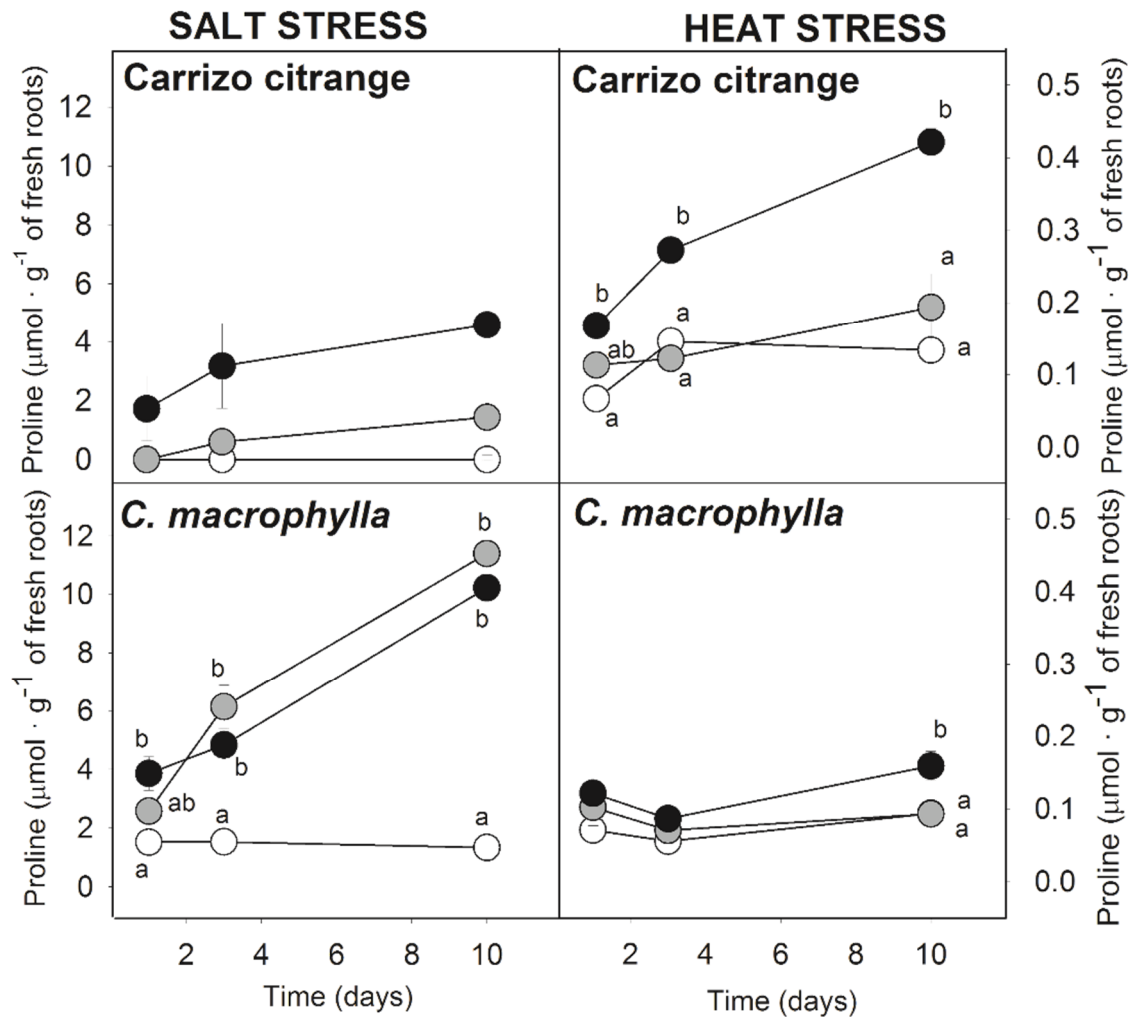 SALT STRESS
HEAT STRESS
Carrizo citrange
Proline (μmol · g⁻¹ of fresh roots)
12
10
8
6
4
2
0
Carrizo citrange
b
b
b
a
a
ab
a
a
a
0.5
0.4
0.3
0.2
0.1
0.0
Proline (μmol · g⁻¹ of fresh roots)
C. macrophylla
Proline (μmol · g⁻¹ of fresh roots)
12
10
8
6
4
2
0
b
b
b
b
b
ab
a
a
a
2 4 6 8 10
Time (days)
C. macrophylla
b
a
a
0.5
0.4
0.3
0.2
0.1
0.0
Proline (μmol · g⁻¹ of fresh roots)
2 4 6 8 10
Time (days)